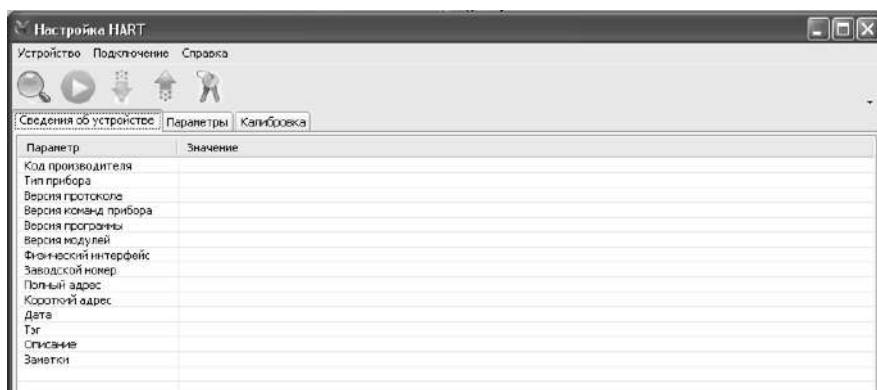 Настройка HART
Устройство Подключение Справка
Сведения об устройстве Параметры Калибровка
Параметр Значение
Код производителя
Тип прибора
Версия протокола
Версия команд прибора
Версия программы
Версия модулей
Физический интерфейс
Заводской номер
Полный адрес
Короткий адрес
Дата
Тэг
Описание
Заметки